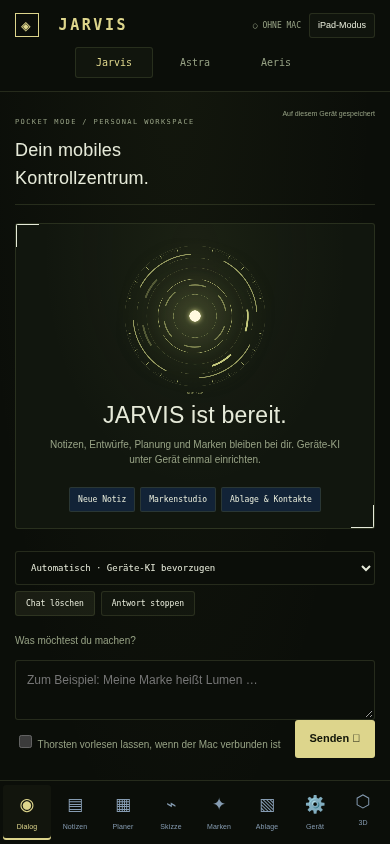 JARVIS
○ OHNE MAC
iPad-Modus
Jarvis
Astra
Aeris
Auf diesem Gerät gespeichert
POCKET MODE / PERSONAL WORKSPACE
Dein mobiles
Kontrollzentrum.
JARVIS ist bereit.
Notizen, Entwürfe, Planung und Marken bleiben bei dir. Geräte-KI
unter Gerät einmal einrichten.
Neue Notiz
Markenstudio
Ablage & Kontakte
Automatisch · Geräte-KI bevorzugen
Chat löschen
Antwort stoppen
Was möchtest du machen?
Zum Beispiel: Meine Marke heißt Lumen …
Thorsten vorlesen lassen, wenn der Mac verbunden ist
Senden
Dialog
Notizen
Planer
Skizze
Marken
Ablage
Gerät
3D